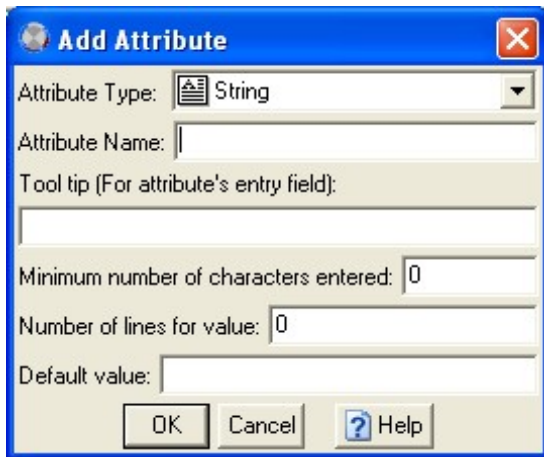 Add Attribute
Attribute Type: String
Attribute Name:
Tool tip (For attribute's entry field):
Minimum number of characters entered: 0
Number of lines for value: 0
Default value:
OK Cancel Help